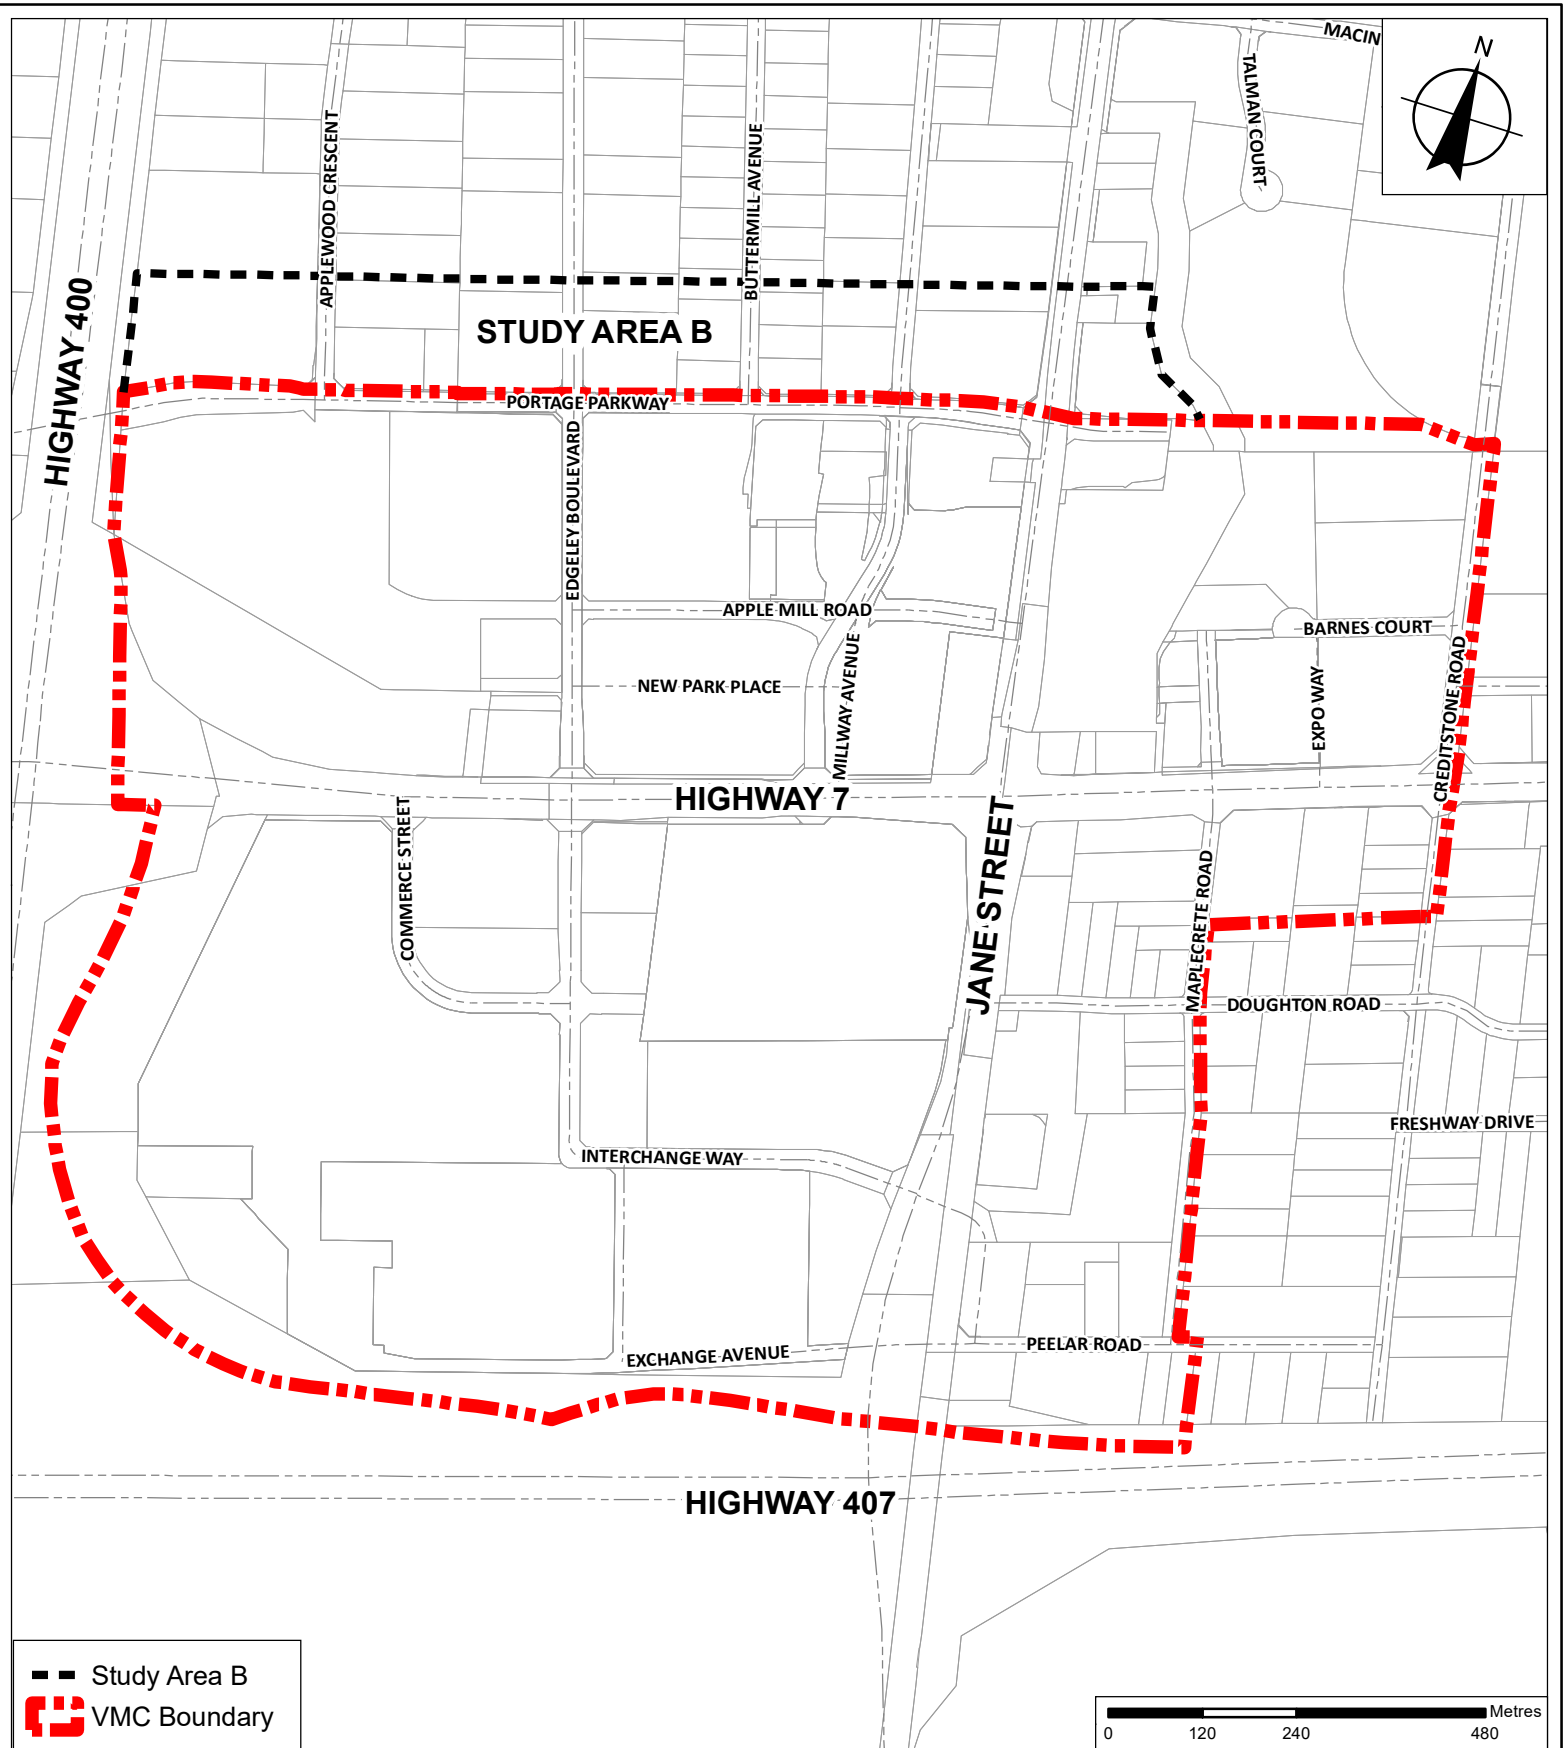 MACIN
N
TALMAN COURT
APPLEWOOD CRESCENT
BUTTERMILL AVENUE
HIGHWAY 400
STUDY AREA B
PORTAGE PARKWAY
EDGELEY BOULEVARD
APPLE MILL ROAD
BARNES COURT
NEW PARK PLACE
MILLWAY AVENUE
EXPO WAY
CREDITSTONE ROAD
HIGHWAY 7
COMMERCE STREET
JANE STREET
MAPLECRETE ROAD
DOUGHTON ROAD
FRESHWAY DRIVE
INTERCHANGE WAY
PEELAR ROAD
EXCHANGE AVENUE
HIGHWAY 407
Study Area B
VMC Boundary
Metres
0 120 240 480